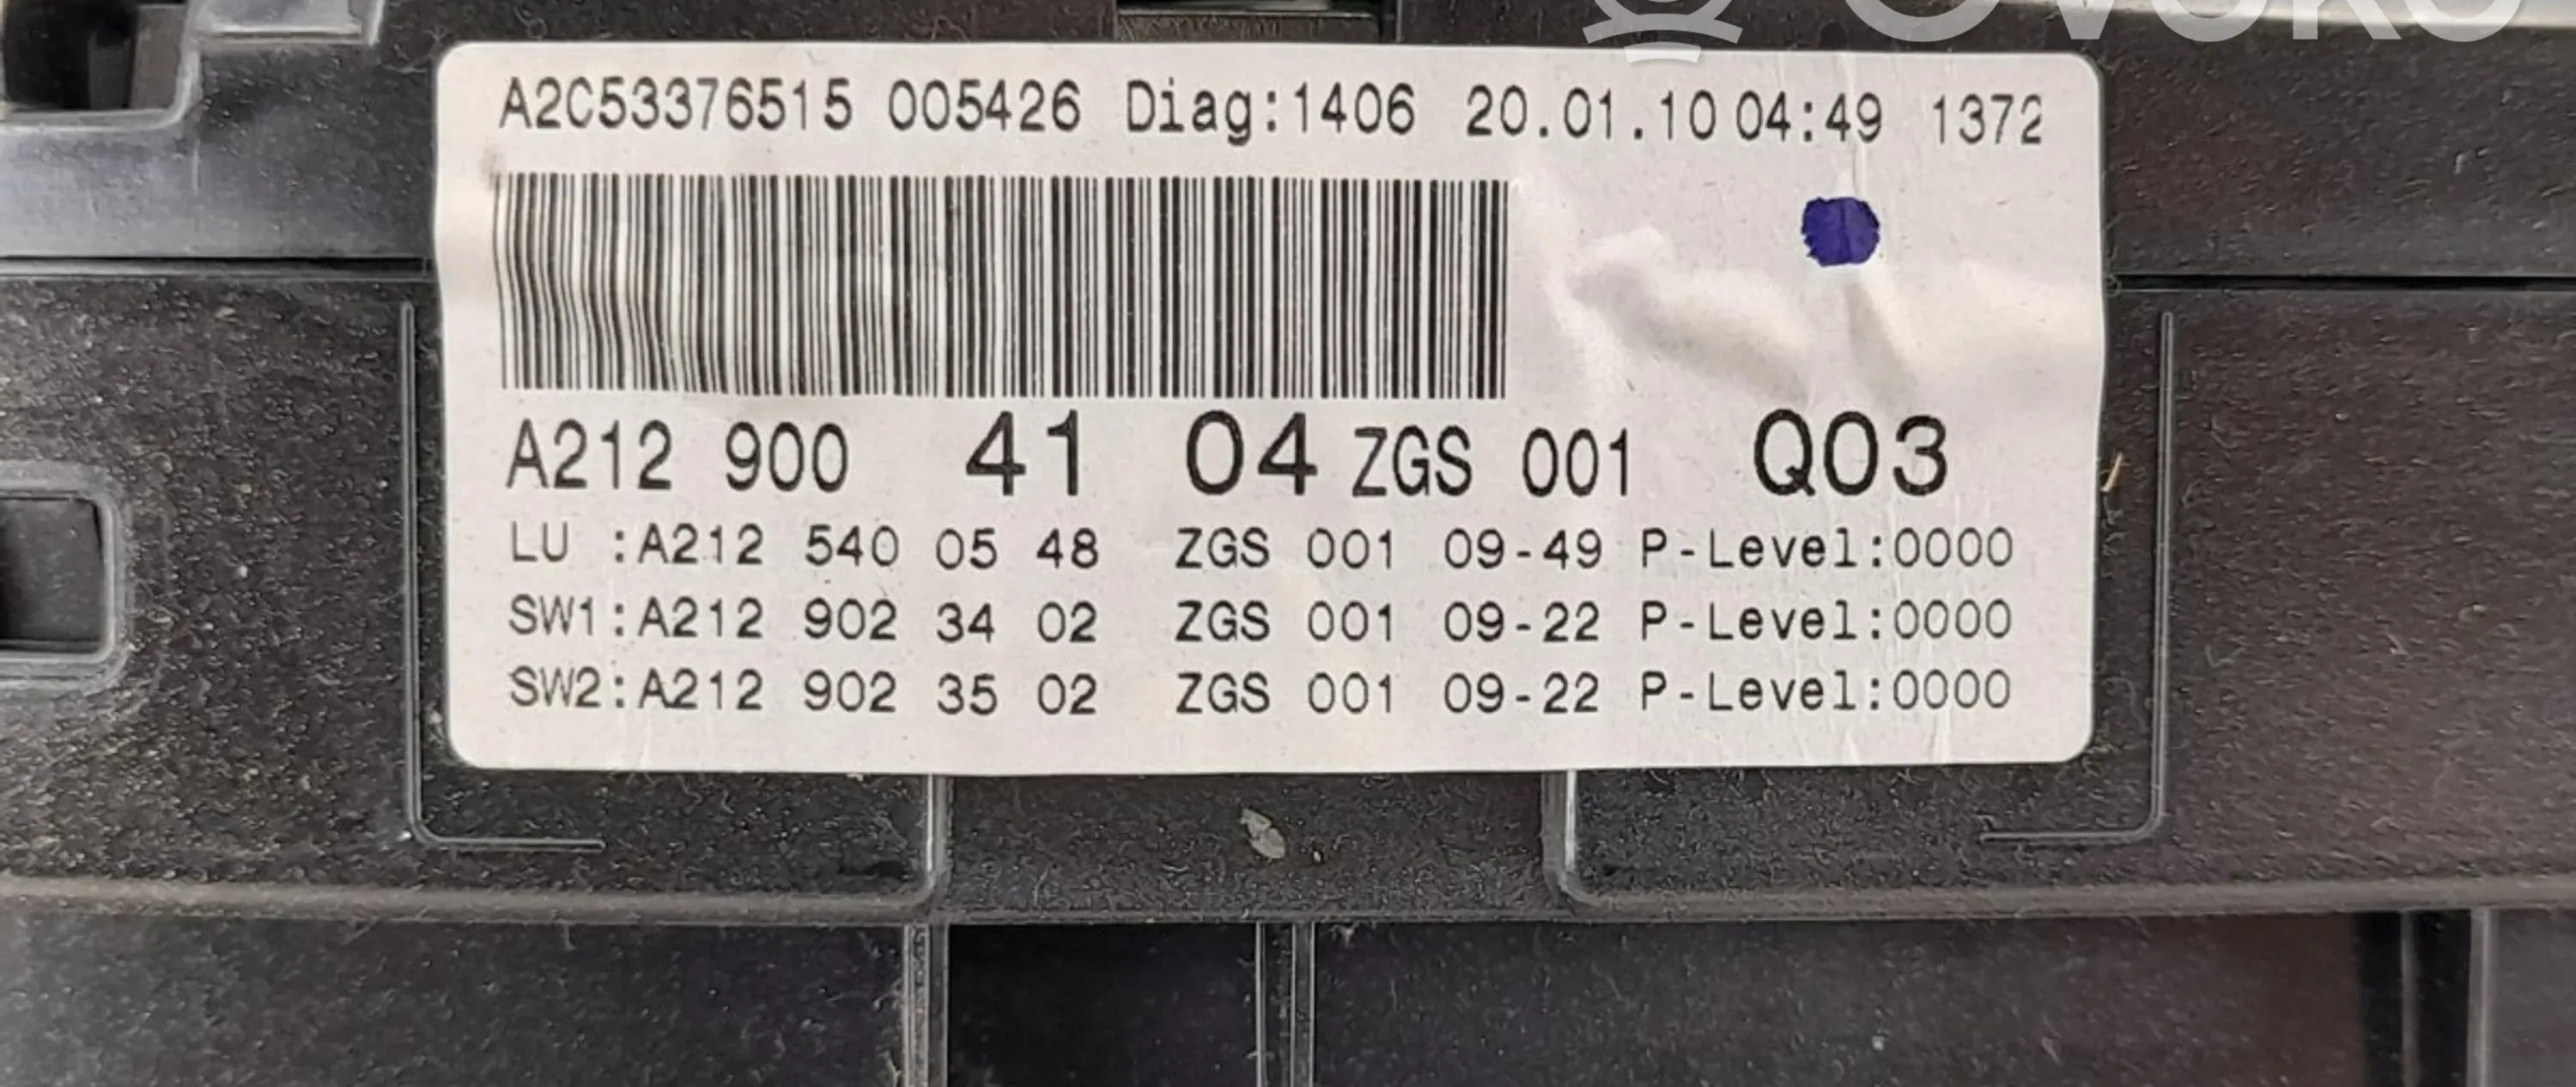 A2C53376515 005426 Diag:1406 20.01.10 04:49 1372
A212 900 41 04 ZGS 001 Q03
LU :A212 540 05 48 ZGS 001 09-49 P-Level:0000
SW1:A212 902 34 02 ZGS 001 09-22 P-Level:0000
SW2:A212 902 35 02 ZGS 001 09-22 P-Level:0000